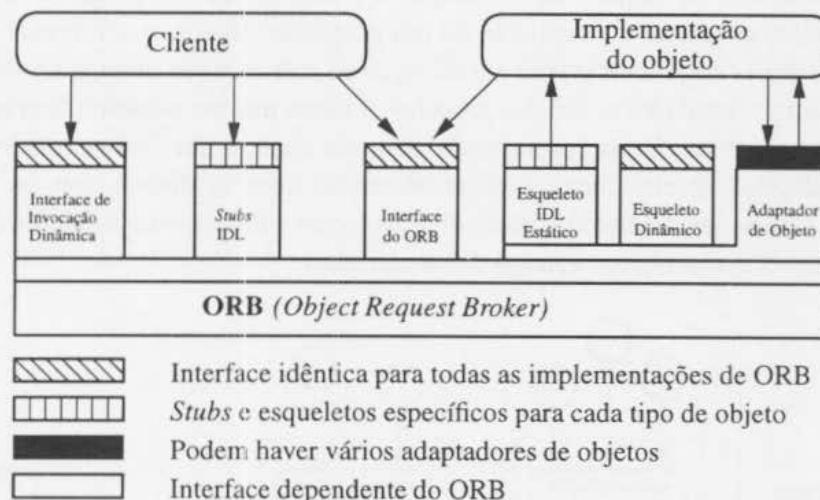 Cliente
Implementação
do objeto
Interface de
Invocação
Dinâmica
Stubs
IDL
Interface
do ORB
Esqueleto
IDL
Estático
Esqueleto
Dinâmico
Adaptador
de Objeto
ORB (Object Request Broker)
Interface idêntica para todas as implementações de ORB
Stubs e esqueletos específicos para cada tipo de objeto
Podem haver vários adaptadores de objetos
Interface dependente do ORB